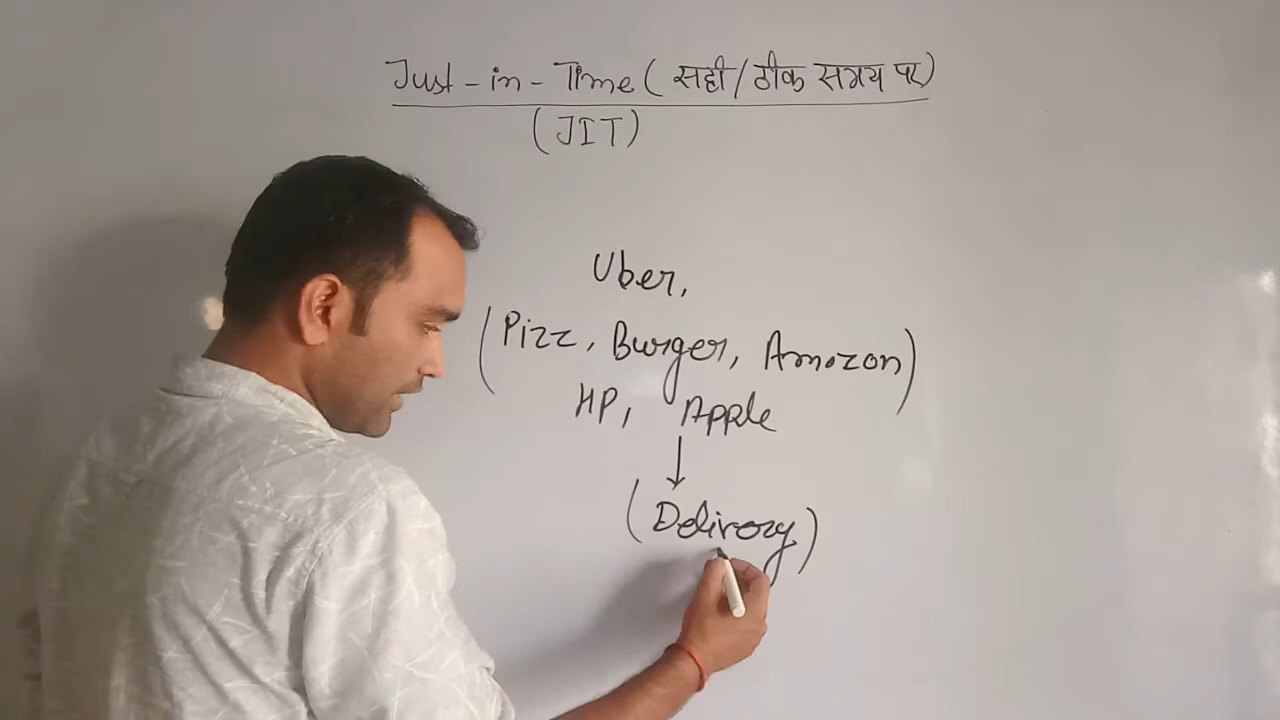 Just-in-Time (सही/ठीक समय पर)
(JIT)
Uber,
(Pizz, Burger, Amazon)
HP, Apple
↓
(Delivery)